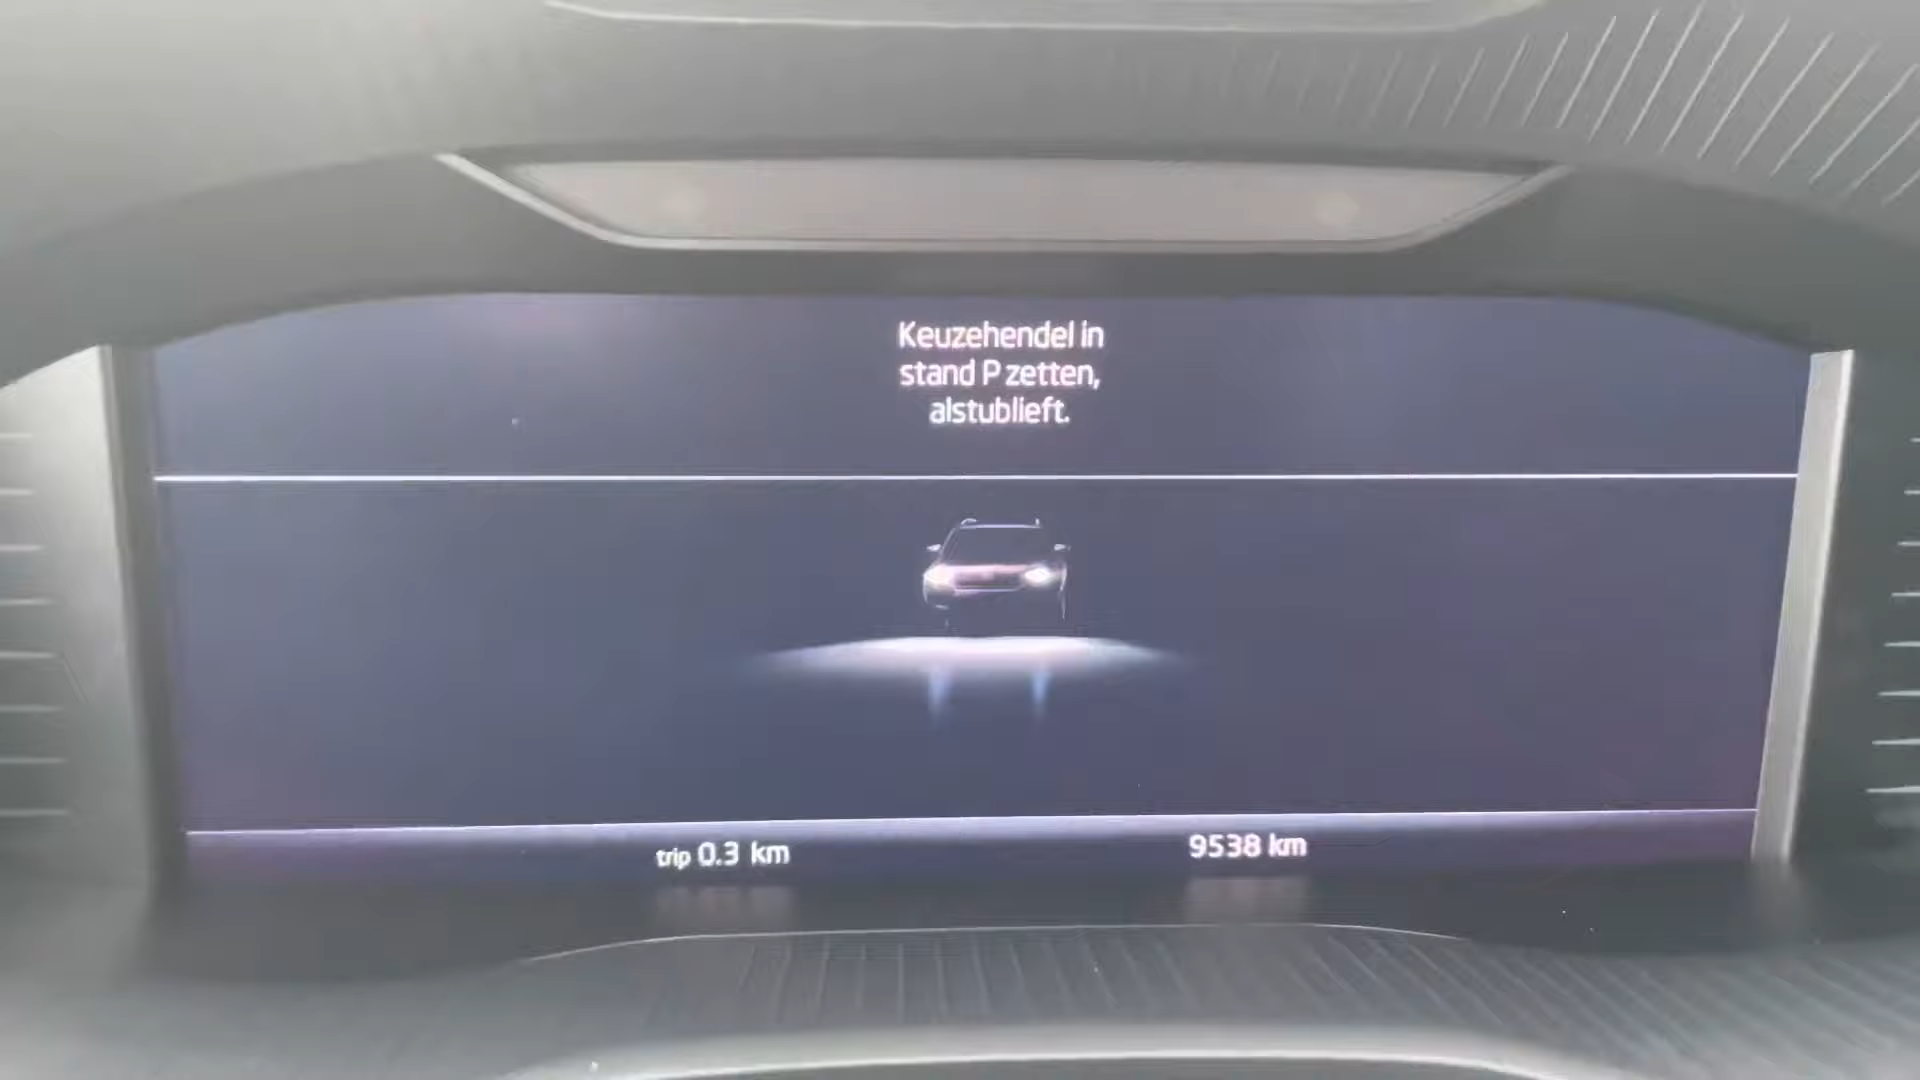 Keuzehendel in
stand P zetten,
alstublieft.
trip 0.3 km
9538 km